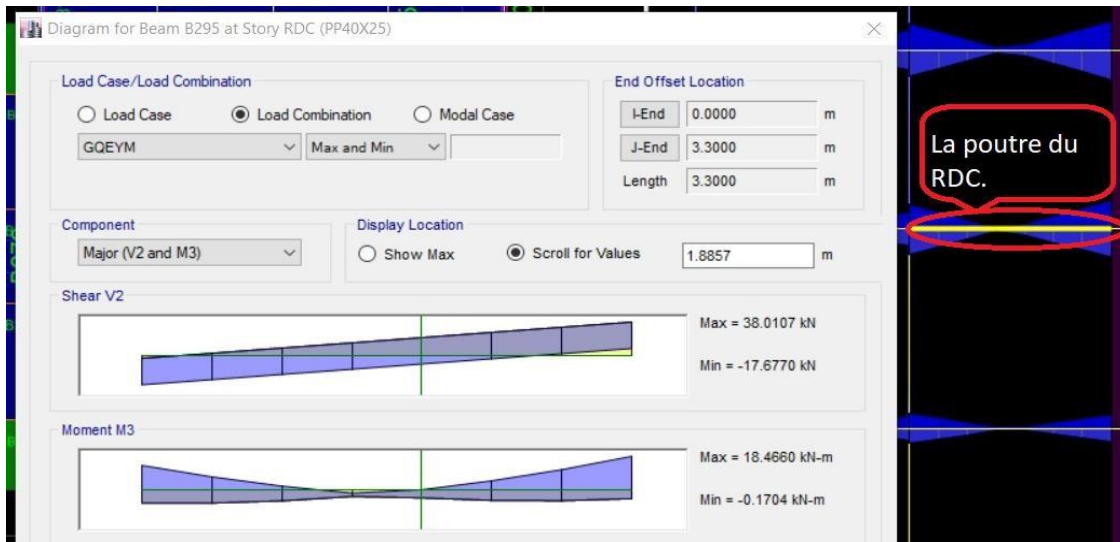 Diagram for Beam B295 at Story RDC (PP40X25)
Load Case/Load Combination
Load Case
Load Combination
Modal Case
GQEYM
Max and Min
End Offset Location
I-End 0.0000 m
J-End 3.3000 m
Length 3.3000 m
Component
Major (V2 and M3)
Display Location
Show Max
Scroll for Values
1.8857 m
Shear V2
Max = 38.0107 kN
Min = -17.6770 kN
Moment M3
Max = 18.4660 kN-m
Min = -0.1704 kN-m
La poutre du
RDC.